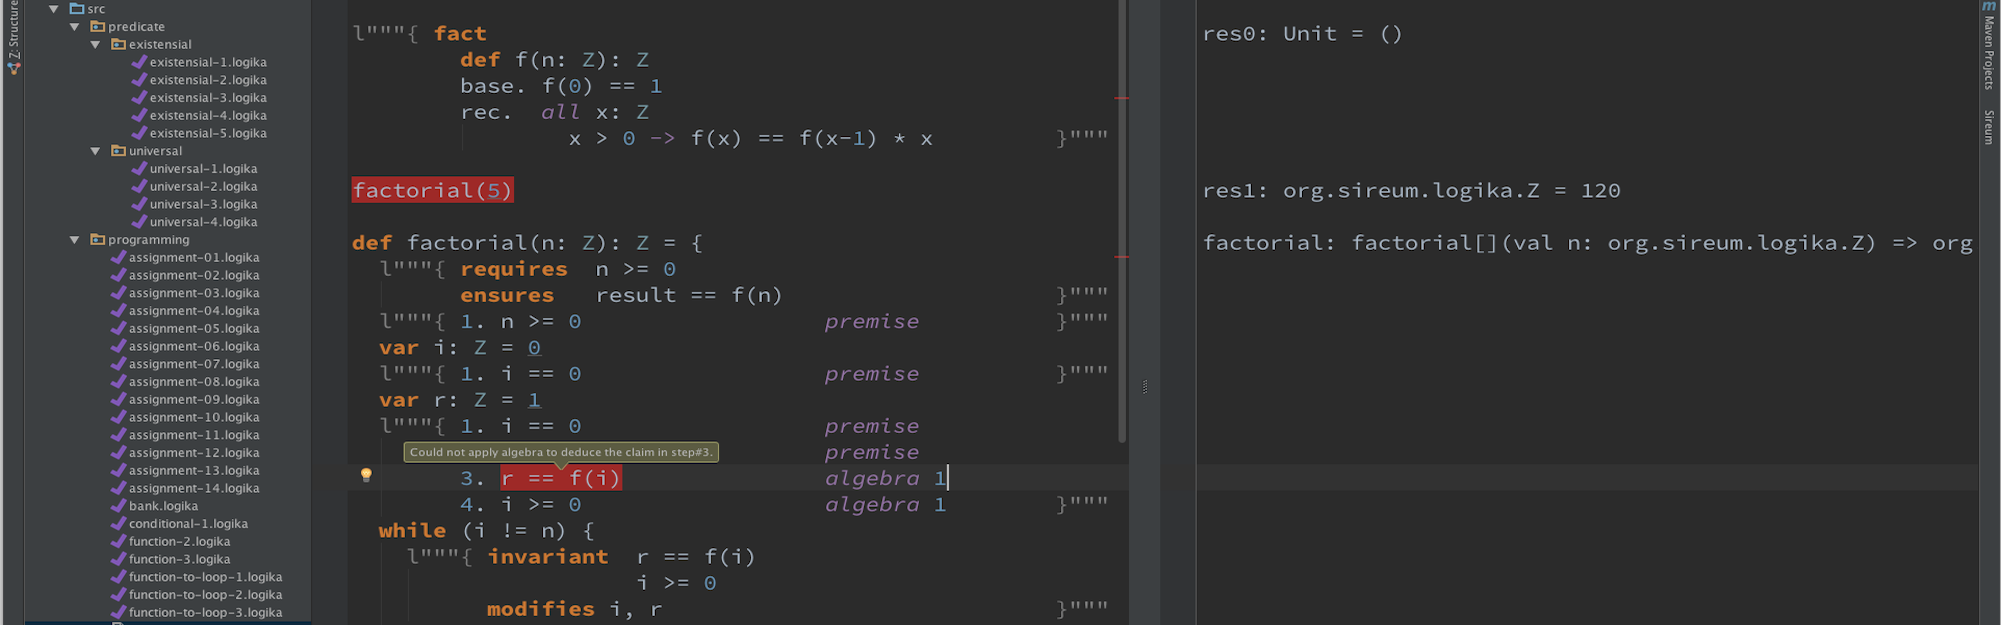 Z: Structure
src
predicate
existensial
existensial-1.logika
existensial-2.logika
existensial-3.logika
existensial-4.logika
existensial-5.logika
universal
universal-1.logika
universal-2.logika
universal-3.logika
universal-4.logika
programming
assignment-01.logika
assignment-02.logika
assignment-03.logika
assignment-04.logika
assignment-05.logika
assignment-06.logika
assignment-07.logika
assignment-08.logika
assignment-09.logika
assignment-10.logika
assignment-11.logika
assignment-12.logika
assignment-13.logika
assignment-14.logika
bank.logika
conditional-1.logika
function-2.logika
function-3.logika
function-to-loop-1.logika
function-to-loop-2.logika
function-to-loop-3.logika
l"""{ fact
def f(n: Z): Z
base. f(0) == 1
rec. all x: Z
x > 0 -> f(x) == f(x-1) * x }"""
factorial(5)
def factorial(n: Z): Z = {
l"""{ requires n >= 0
ensures result == f(n) }"""
l"""{ 1. n >= 0 premise }"""
var i: Z = 0
l"""{ 1. i == 0 premise }"""
var r: Z = 1
l"""{ 1. i == 0 premise
Could not apply algebra to deduce the claim in step#3. premise
3. r == f(i) algebra 1
4. i >= 0 algebra 1 }"""
while (i != n) {
l"""{ invariant r == f(i)
i >= 0
modifies i, r }"""
res0: Unit = ()
res1: org.sireum.logika.Z = 120
factorial: factorial[](val n: org.sireum.logika.Z) => org
m
Maven Projects
Sireum